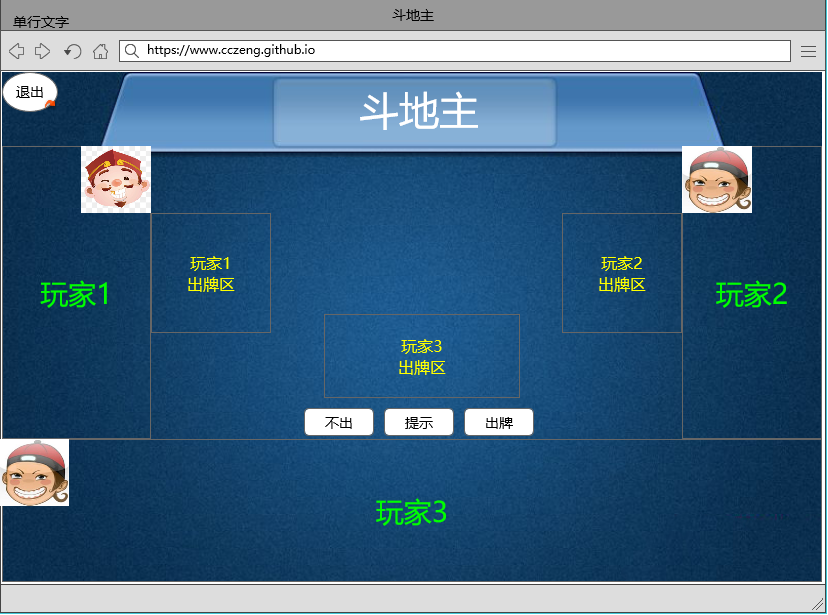 斗地主
单行文字
https://www.cczeng.github.io
退出
斗地主
玩家1
出牌区
玩家2
出牌区
玩家1
玩家2
玩家3
出牌区
不出
提示
出牌
玩家3